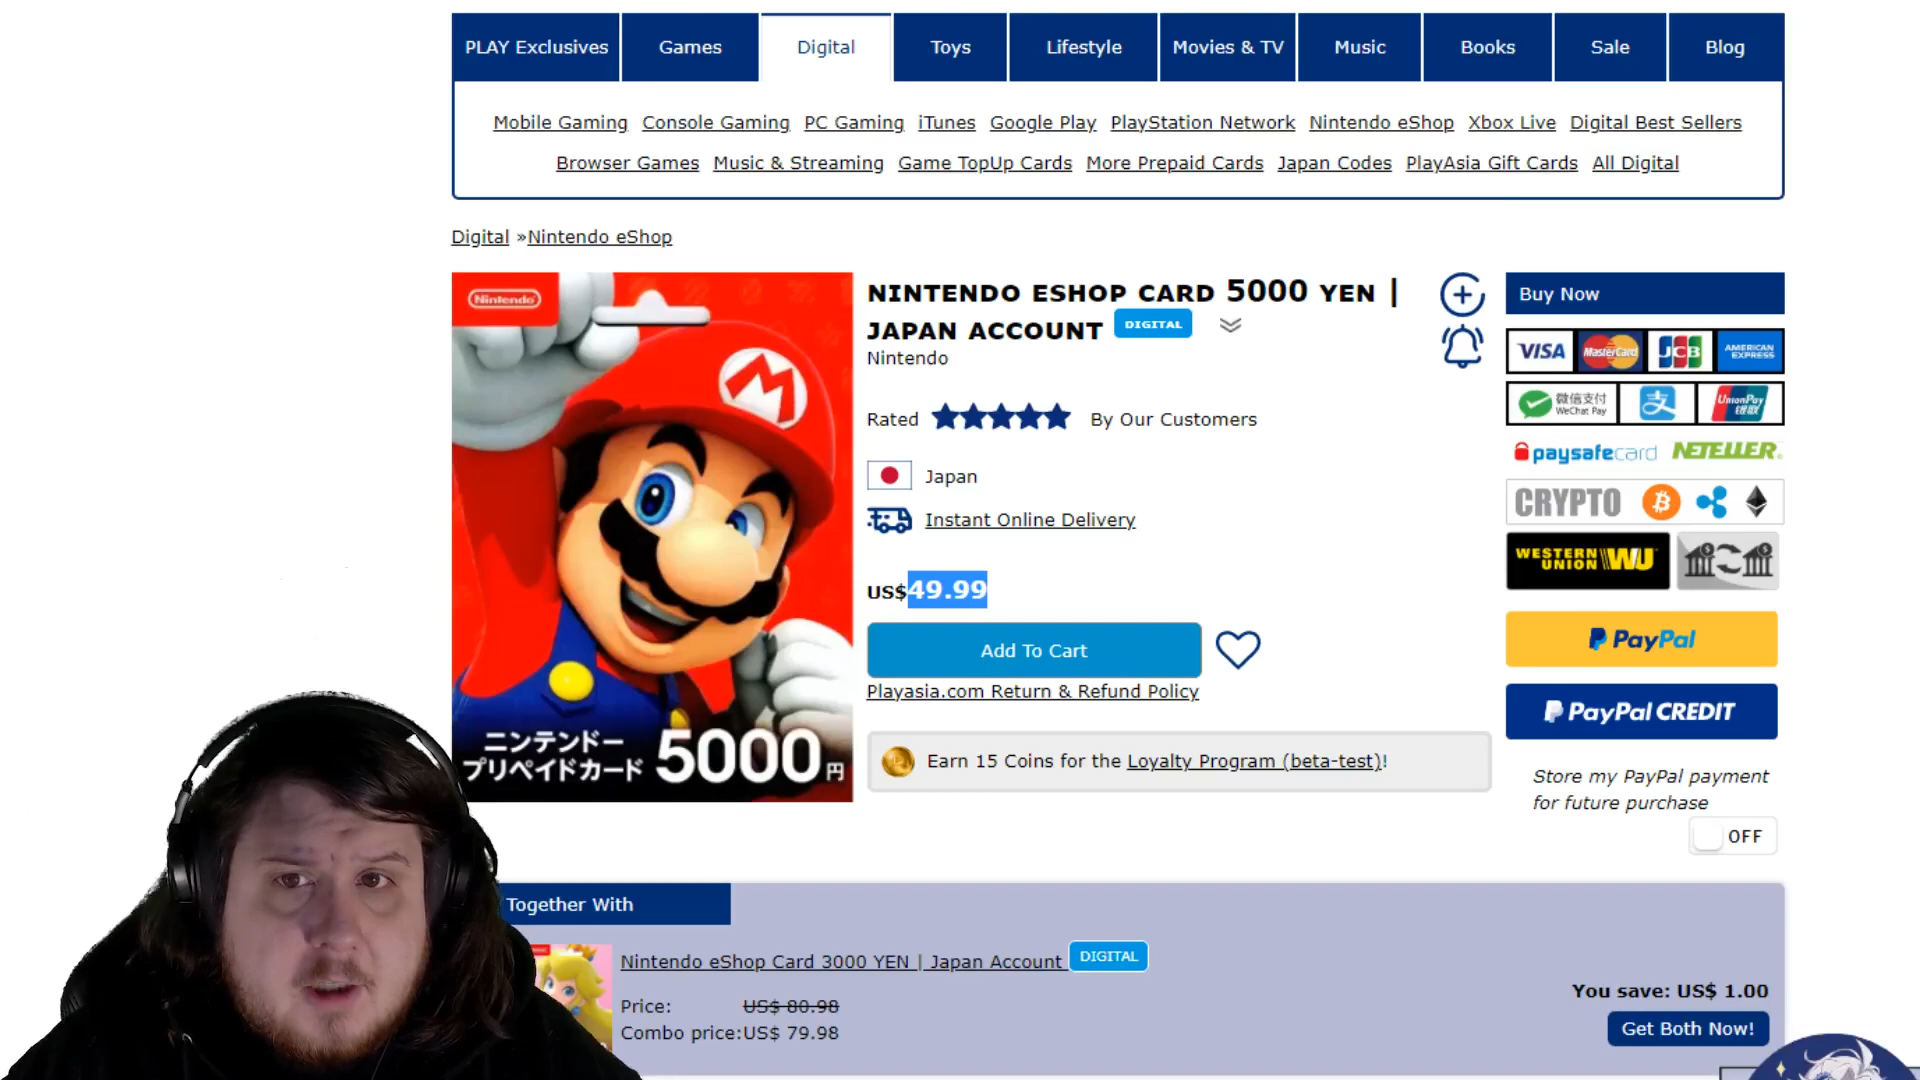 PLAY Exclusives
Games
Digital
Toys
Lifestyle
Movies & TV
Music
Books
Sale
Blog
Mobile Gaming Console Gaming PC Gaming iTunes Google Play PlayStation Network Nintendo eShop Xbox Live Digital Best Sellers
Browser Games Music & Streaming Game TopUp Cards More Prepaid Cards Japan Codes PlayAsia Gift Cards All Digital
Digital »Nintendo eShop
Nintendo
M
ニンテンドー
プリペイドカード 5000円
NINTENDO ESHOP CARD 5000 YEN |
JAPAN ACCOUNT DIGITAL
Nintendo
Rated By Our Customers
Japan
Instant Online Delivery
US$49.99
Add To Cart
Playasia.com Return & Refund Policy
Earn 15 Coins for the Loyalty Program (beta-test)!
Buy Now
VISA MasterCard JCB AMERICAN EXPRESS
微信支付 WeChat Pay 支 UnionPay 银联
paysafecard NETELLER
CRYPTO
WESTERN UNION WU
PayPal
PayPal CREDIT
Store my PayPal payment
for future purchase
OFF
Together With
Nintendo eShop Card 3000 YEN | Japan Account DIGITAL
Price: US$ 80.98
Combo price:US$ 79.98
You save: US$ 1.00
Get Both Now!